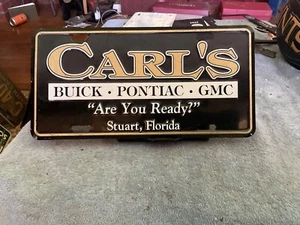 CARL'S
BUICK · PONTIAC · GMC
“Are You Ready?”
Stuart, Florida